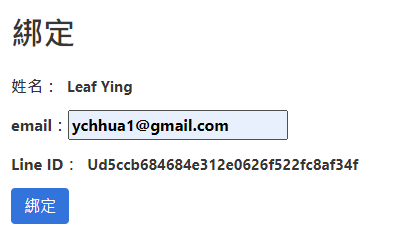 綁定
姓名： Leaf Ying
email：ychhua1@gmail.com
Line ID： Ud5ccb684684e312e0626f522fc8af34f
綁定